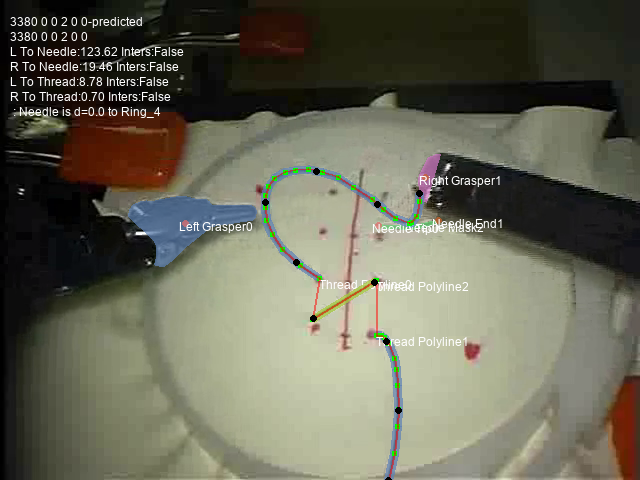 3380 0 0 2 0 0-predicted
3380 0 0 2 0 0
L To Needle:123.62 Inters:False
R To Needle:19.46 Inters:False
L To Thread:8.78 Inters:False
R To Thread:0.70 Inters:False
: Needle is d=0.0 to Ring_4
Right Grasper1
Left Grasper0
Needle End1
Thread Polyline2
Thread Polyline1